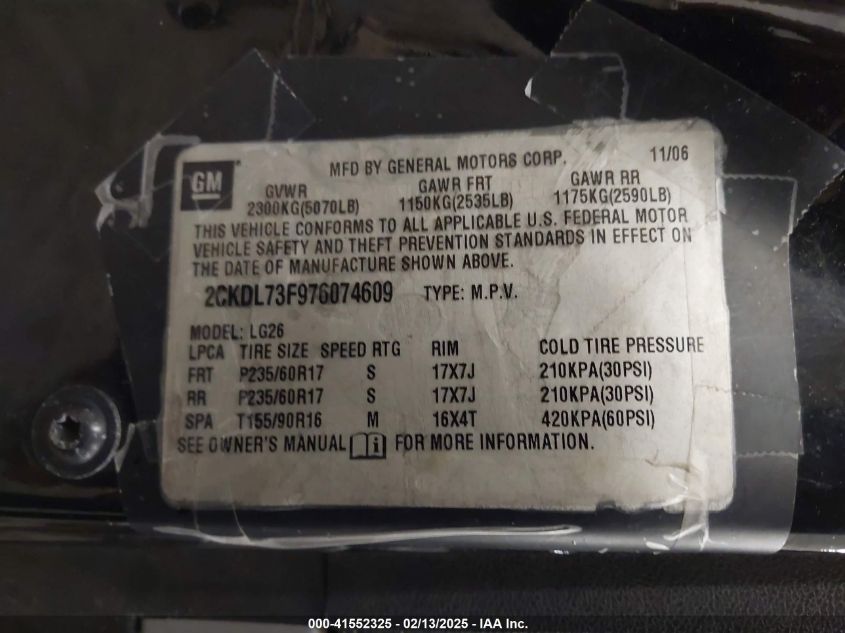 MFD BY GENERAL MOTORS CORP. 11/06
GM
GVWR GAWR FRT GAWR RR
2300KG(5070LB) 1150KG(2535LB) 1175KG(2590LB)
THIS VEHICLE CONFORMS TO ALL APPLICABLE U.S. FEDERAL MOTOR
VEHICLE SAFETY AND THEFT PREVENTION STANDARDS IN EFFECT ON
THE DATE OF MANUFACTURE SHOWN ABOVE.
2CKDL73F976074609 TYPE: M.P.V.
MODEL: LG26
LPCA TIRE SIZE SPEED RTG RIM COLD TIRE PRESSURE
FRT P235/60R17 S 17X7J 210KPA(30PSI)
RR P235/60R17 S 17X7J 210KPA(30PSI)
SPA T155/90R16 M 16X4T 420KPA(60PSI)
SEE OWNER'S MANUAL i FOR MORE INFORMATION.
000-41552325 - 02/13/2025 - IAA Inc.